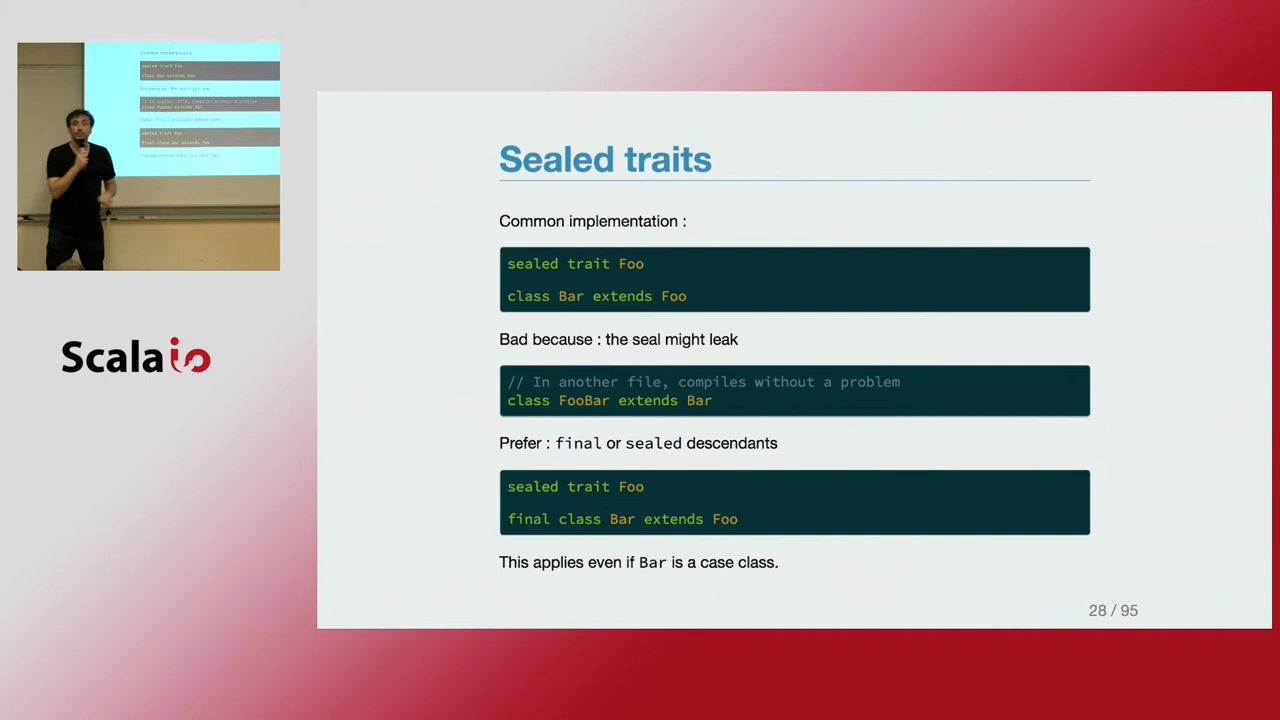 Sealed traits
Common implementation :
sealed trait Foo
class Bar extends Foo
Bad because : the seal might leak
// In another file, compiles without a problem
class FooBar extends Bar
Prefer : final or sealed descendants
sealed trait Foo
final class Bar extends Foo
This applies even if Bar is a case class.
28 / 95
Scala io